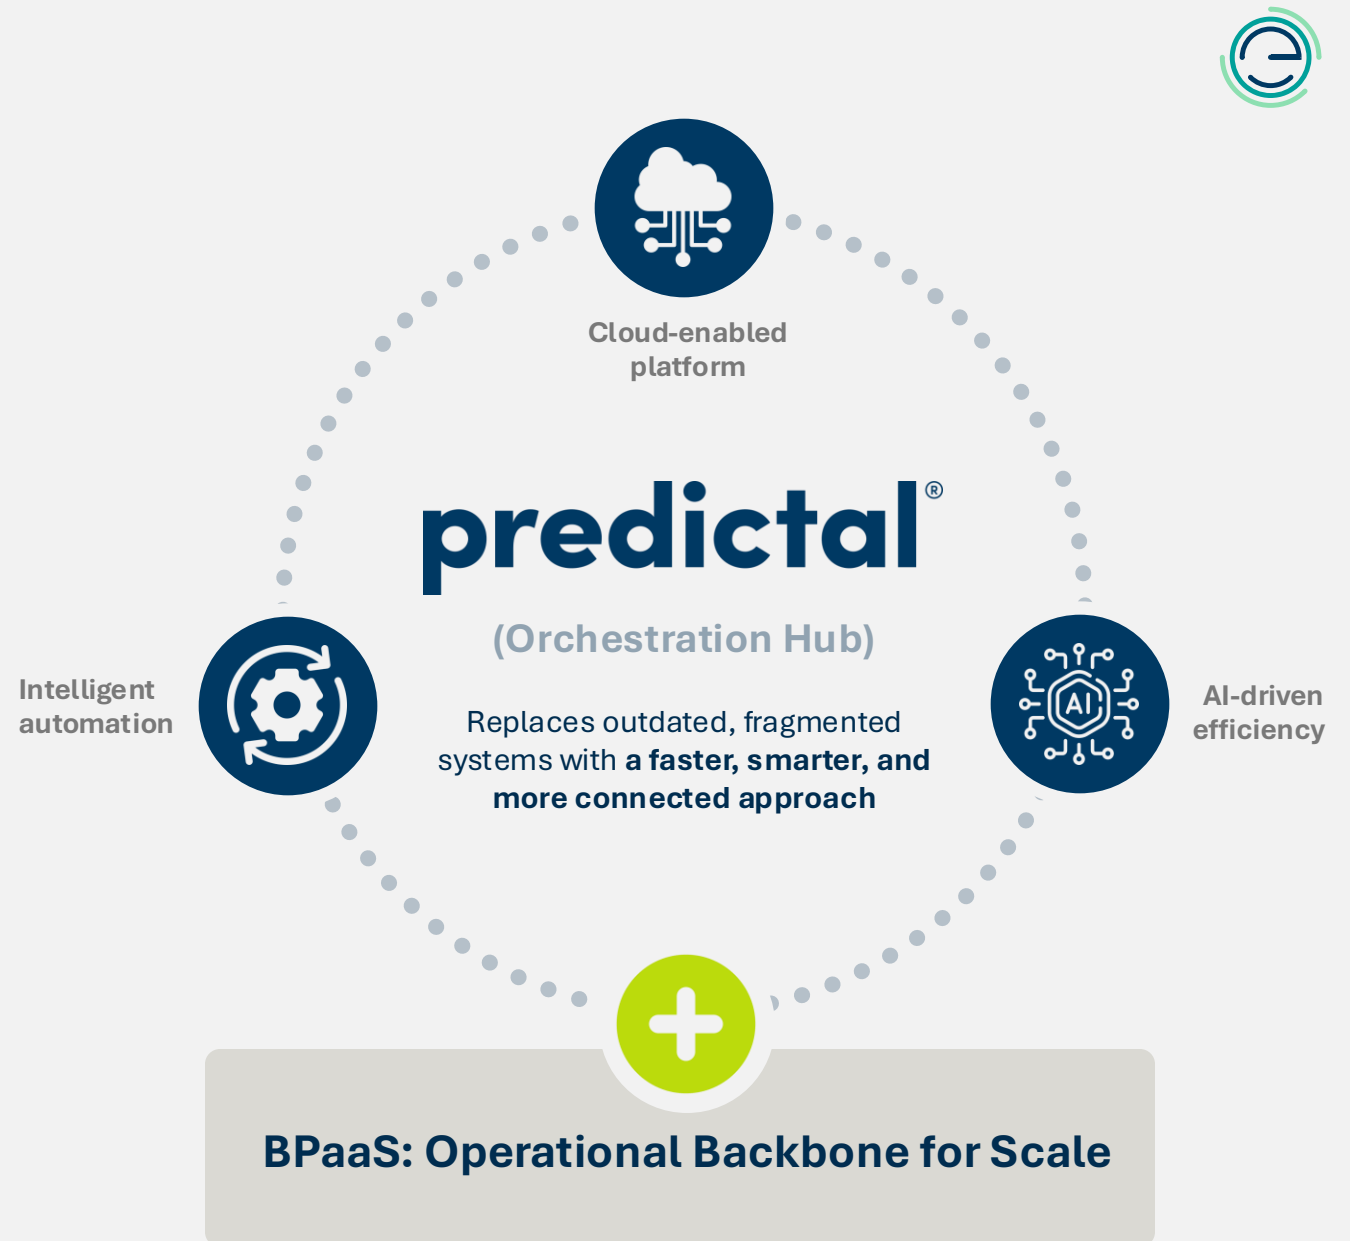 Cloud-enabled
platform
predictal®
(Orchestration Hub)
Intelligent
automation
AI
AI-driven
efficiency
Replaces outdated, fragmented
systems with a faster, smarter, and
more connected approach
BPaaS: Operational Backbone for Scale